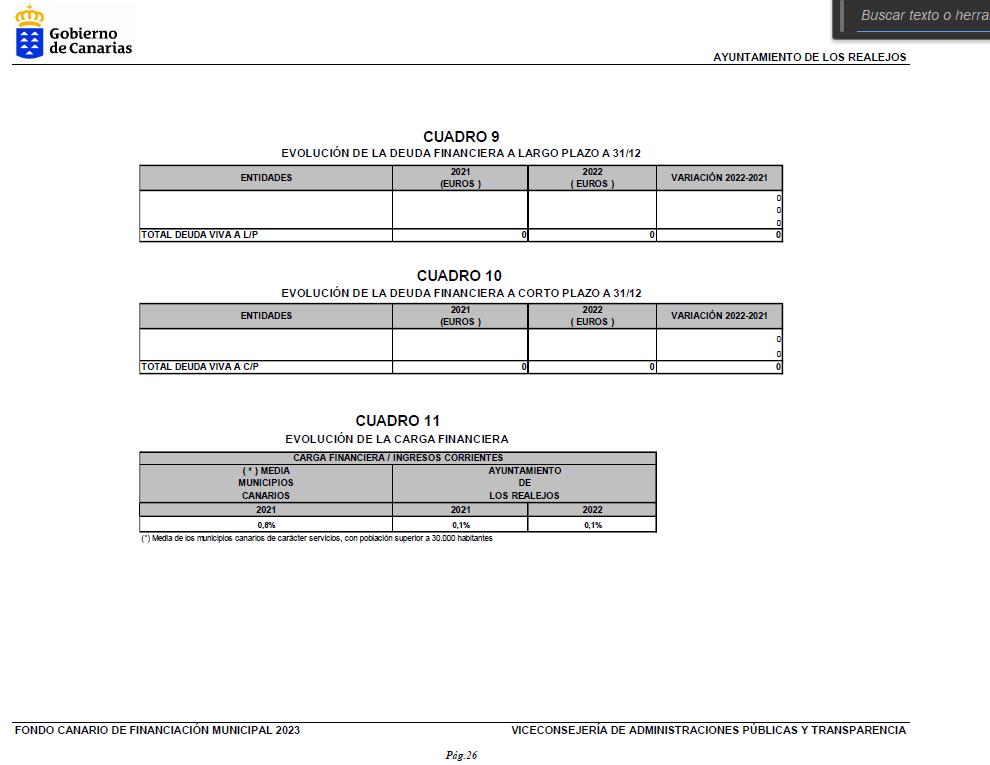 Gobierno
de Canarias
Buscar texto o herra
AYUNTAMIENTO DE LOS REALEJOS
CUADRO 9
EVOLUCIÓN DE LA DEUDA FINANCIERA A LARGO PLAZO A 31/12
ENTIDADES 2021 (EUROS ) 2022 ( EUROS ) VARIACIÓN 2022-2021
0
0
0
TOTAL DEUDA VIVA A L/P 0 0 0
CUADRO 10
EVOLUCIÓN DE LA DEUDA FINANCIERA A CORTO PLAZO A 31/12
ENTIDADES 2021 (EUROS ) 2022 ( EUROS ) VARIACIÓN 2022-2021
0
0
TOTAL DEUDA VIVA A C/P 0 0 0
CUADRO 11
EVOLUCIÓN DE LA CARGA FINANCIERA
CARGA FINANCIERA / INGRESOS CORRIENTES
( * ) MEDIA AYUNTAMIENTO
MUNICIPIOS DE
CANARIOS LOS REALEJOS
2021 2021 2022
0,8% 0,1% 0,1%
(*) Media de los municipios canarios de carácter servicios, con población superior a 30.000 habitantes
FONDO CANARIO DE FINANCIACIÓN MUNICIPAL 2023 VICECONSEJERÍA DE ADMINISTRACIONES PÚBLICAS Y TRANSPARENCIA
Pág.26